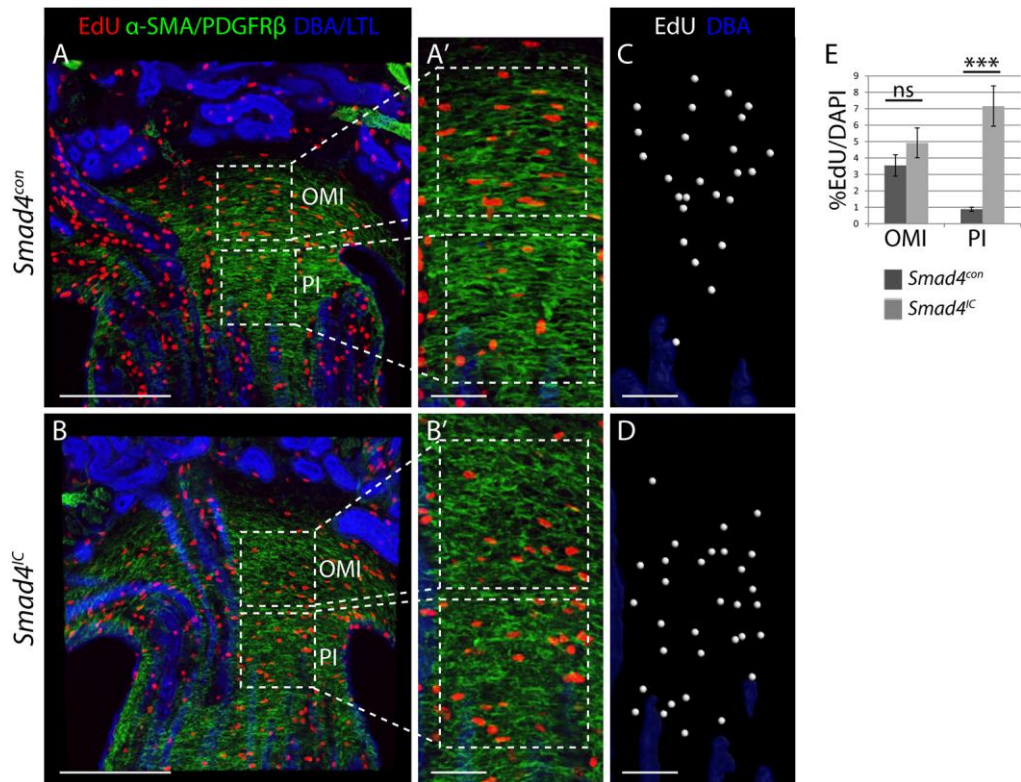 EdU α-SMA/PDGFRβ DBA/LTL
EdU DBA
A
OMI
PI
A'
C
E
9
8
7
6
5
4
3
2
1
0
%EdU/DAPI
ns
***
OMI
PI
Smad4con
Smad4IC
Smad4con
B
OMI
PI
B'
D
Smad4IC